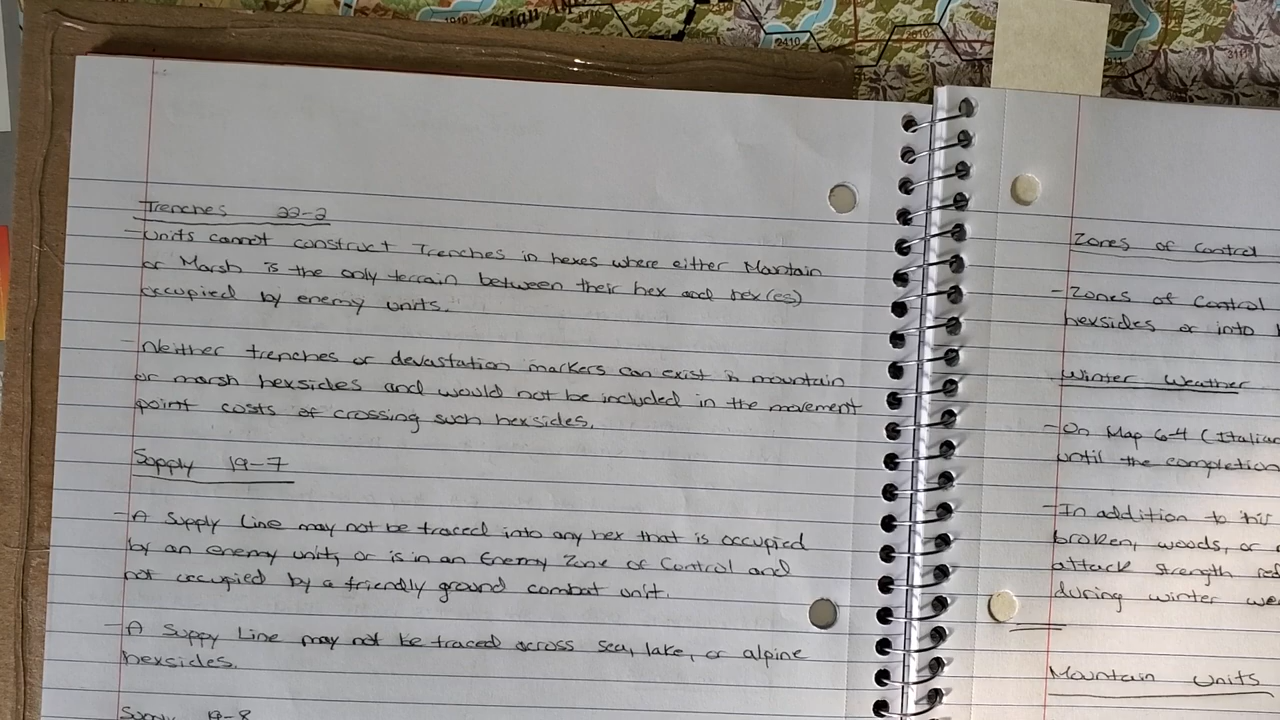 2410
Trenches 22-2
-Units cannot construct Trenches in hexes where either Mountain
or Marsh is the only terrain between their hex and hex(es)
occupied by enemy units.
-Neither trenches or devastation markers can exist in mountain
or marsh hexsides and would not be included in the movement
point costs of crossing such hexsides.
Supply 19-7
-A Supply Line may not be traced into any hex that is occupied
by an enemy unit, or is in an Enemy Zone of Control and
not occupied by a friendly ground combat unit.
-A Supply Line may not be traced across sea, lake, or alpine
hexsides.
Supply 19-8
Zones of Control
-Zones of Control
hexsides or into
Winter Weather
-On Map 6-4 (Italian
until the completion
-In addition to
broken, woods, or
attack strength
during winter
Mountain Units